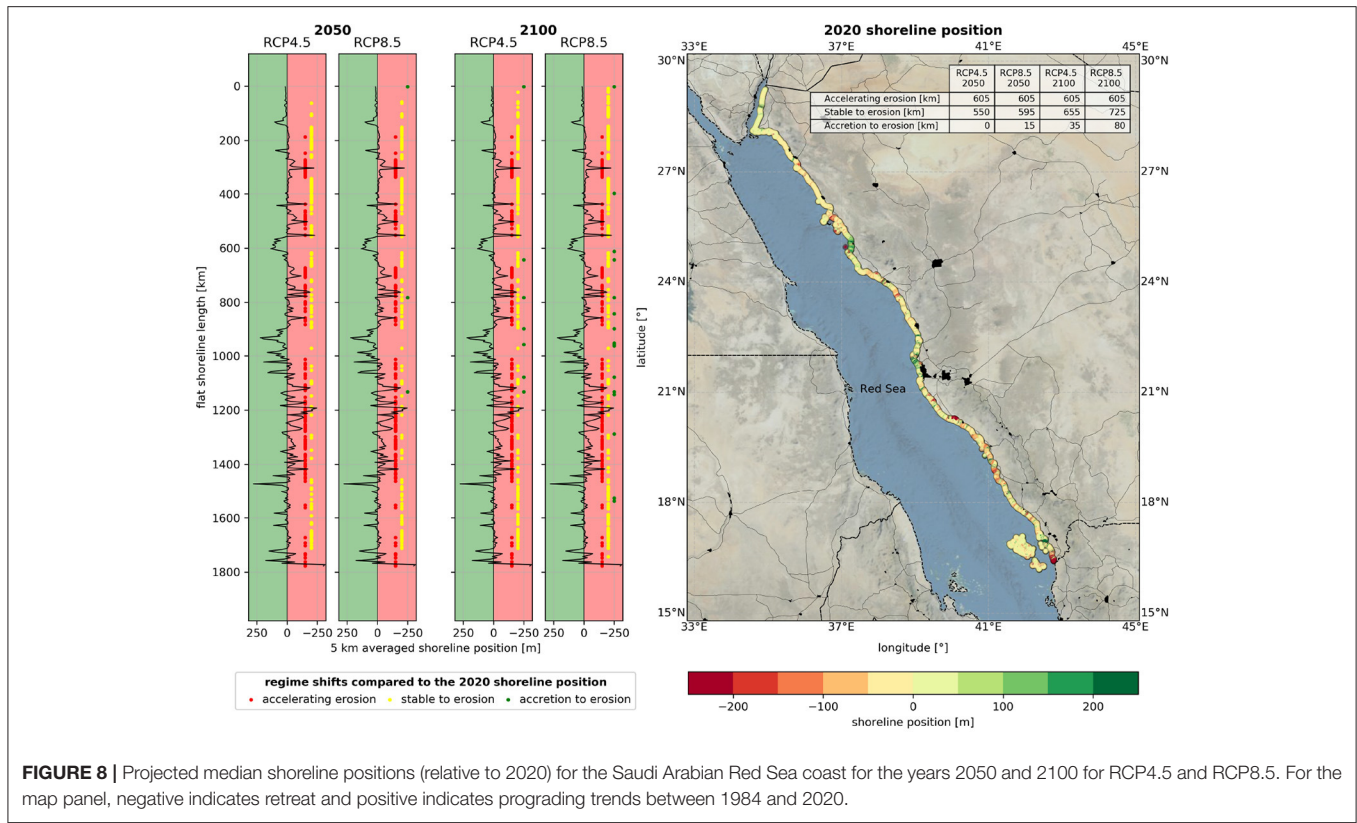 2050
RCP4.5 RCP8.5
2100
RCP4.5 RCP8.5
0
200
400
600
800
1000
1200
1400
1600
1800
flat shoreline length [km]
250 0 −250 250 0 −250 250 0 −250 250 0 −250
5 km averaged shoreline position [m]
regime shifts compared to the 2020 shoreline position
accelerating erosion stable to erosion accretion to erosion
2020 shoreline position
33°E 37°E 41°E 45°E
30°N 30°N
RCP4.5 2050 RCP8.5 2050 RCP4.5 2100 RCP8.5 2100
Accelerating erosion [km] 605 605 605 605
Stable to erosion [km] 550 595 655 725
Accretion to erosion [km] 0 15 35 80
27°N 27°N
24°N 24°N
latitude [°]
Red Sea
21°N 21°N
18°N 18°N
15°N 15°N
33°E 37°E 41°E 45°E
longitude [°]
−200 −100 0 100 200
shoreline position [m]
FIGURE 8 | Projected median shoreline positions (relative to 2020) for the Saudi Arabian Red Sea coast for the years 2050 and 2100 for RCP4.5 and RCP8.5. For the
map panel, negative indicates retreat and positive indicates prograding trends between 1984 and 2020.